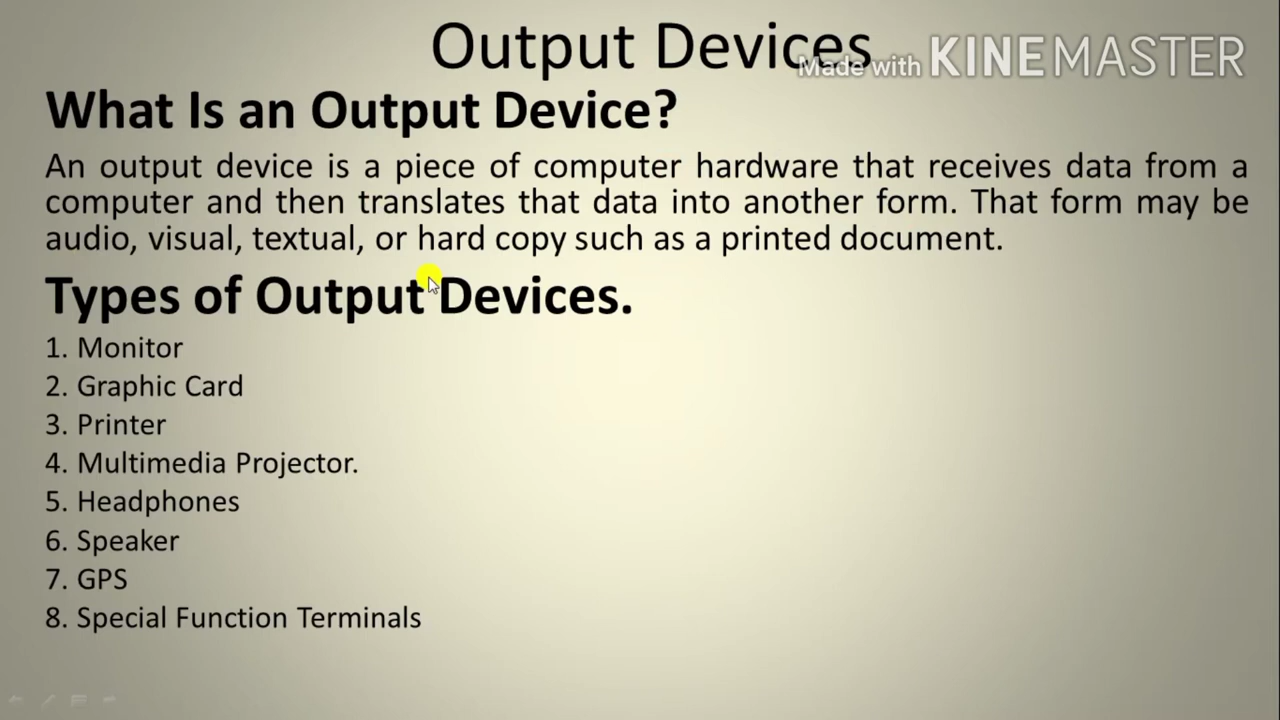 Output Devices
Made with KINEMASTER
What Is an Output Device?
An output device is a piece of computer hardware that receives data from a
computer and then translates that data into another form. That form may be
audio, visual, textual, or hard copy such as a printed document.
Types of Output Devices.
1. Monitor
2. Graphic Card
3. Printer
4. Multimedia Projector.
5. Headphones
6. Speaker
7. GPS
8. Special Function Terminals